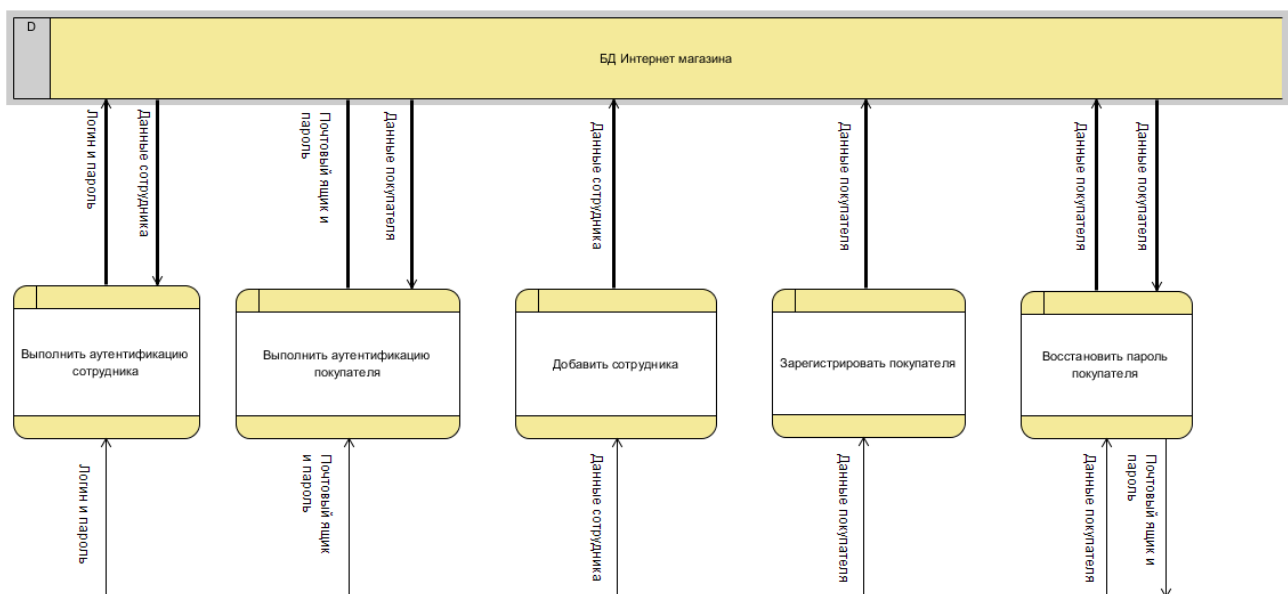 D
БД Интернет магазина
Логин и пароль
Данные сотрудника
Почтовый ящик и
пароль
Данные покупателя
Данные сотрудника
Данные покупателя
Данные покупателя
Данные покупателя
Выполнить аутентификацию
сотрудника
Выполнить аутентификацию
покупателя
Добавить сотрудника
Зарегистрировать покупателя
Восстановить пароль
покупателя
Логин и пароль
Почтовый ящик
и пароль
Данные сотрудника
Данные покупателя
Данные покупателя
Почтовый ящик и
пароль